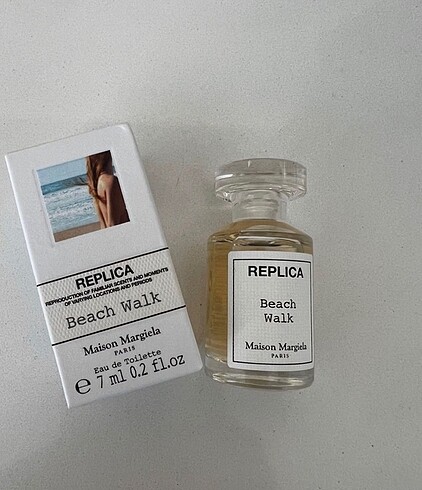 REPLICA
REPRODUCTION OF FAMILIAR SCENTS AND MOMENTS
OF VARYING LOCATIONS AND PERIODS
Beach Walk
Maison Margiela
PARIS
Eau de Toilette
℮ 7 ml 0.2 fl.oz
REPLICA
Beach
Walk
Maison Margiela
PARIS